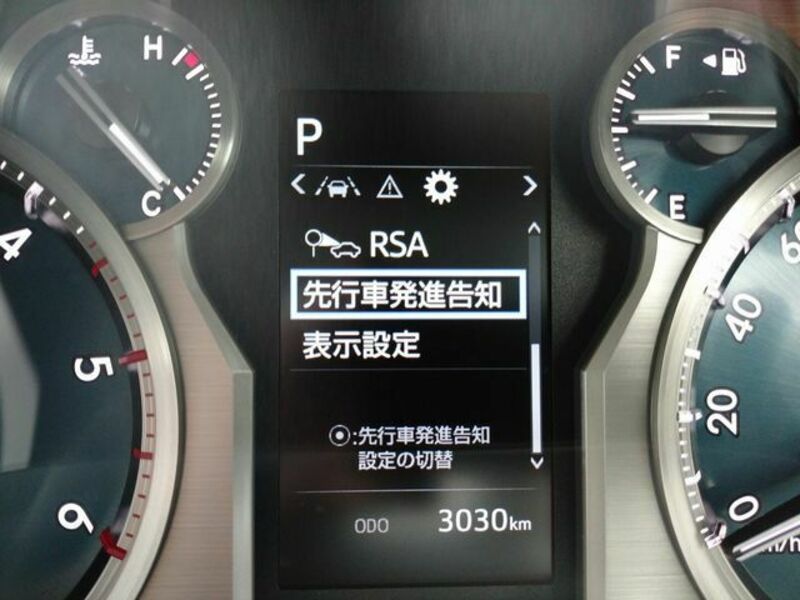 H
C
F
E
P
RSA
先行車発進告知
表示設定
:先行車発進告知
設定の切替
ODO 3030km
4
5
6
60
40
20
0